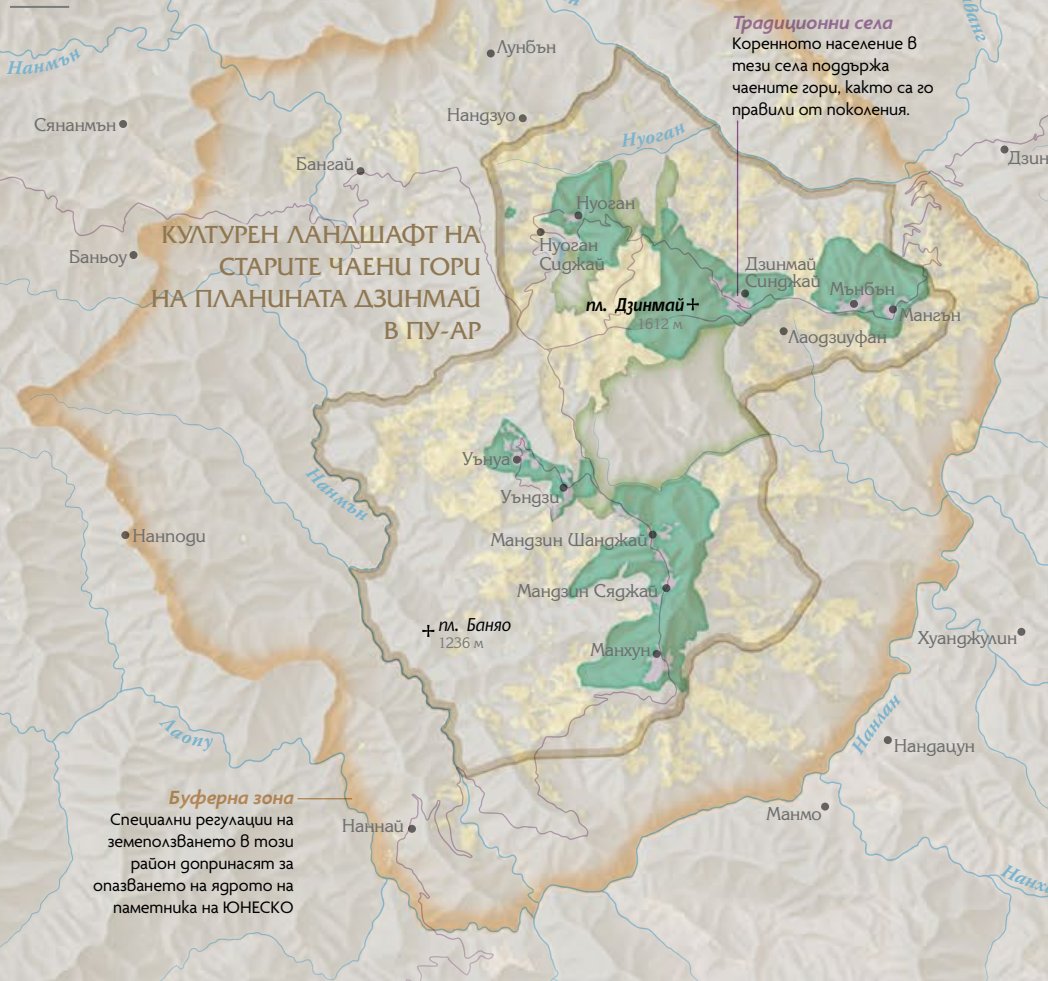 Традиционни села
Коренното население в
тези села поддържа
чаените гори, както са го
правили от поколения.
Нанмън
Лунбън
Нандзуо
Сянанмън
Нуоган
Бангай
Нуоган
КУЛТУРЕН ЛАНДШАФТ НА
СТАРИТЕ ЧАЕНИ ГОРИ
НА ПЛАНИНАТА ДЗИНМАЙ
В ПУ-АР
Баньоу
Нуоган
Сиджай
Дзинмай
Синджай
Мънбън
Мангън
пл. Дзинмай
1612 м
Лаодзиуфан
Уънуа
Уъндзи
Нанмън
Нанподи
Мандзин Шанджай
Мандзин Сяджай
пл. Баняо
1236 м
Манхун
Хуанджулин
Лаопу
Нанлан
Нандацун
Буферна зона
Специални регулации на
земеползването в този
район допринасят за
опазването на ядрото на
паметника на ЮНЕСКО
Наннай
Манмо